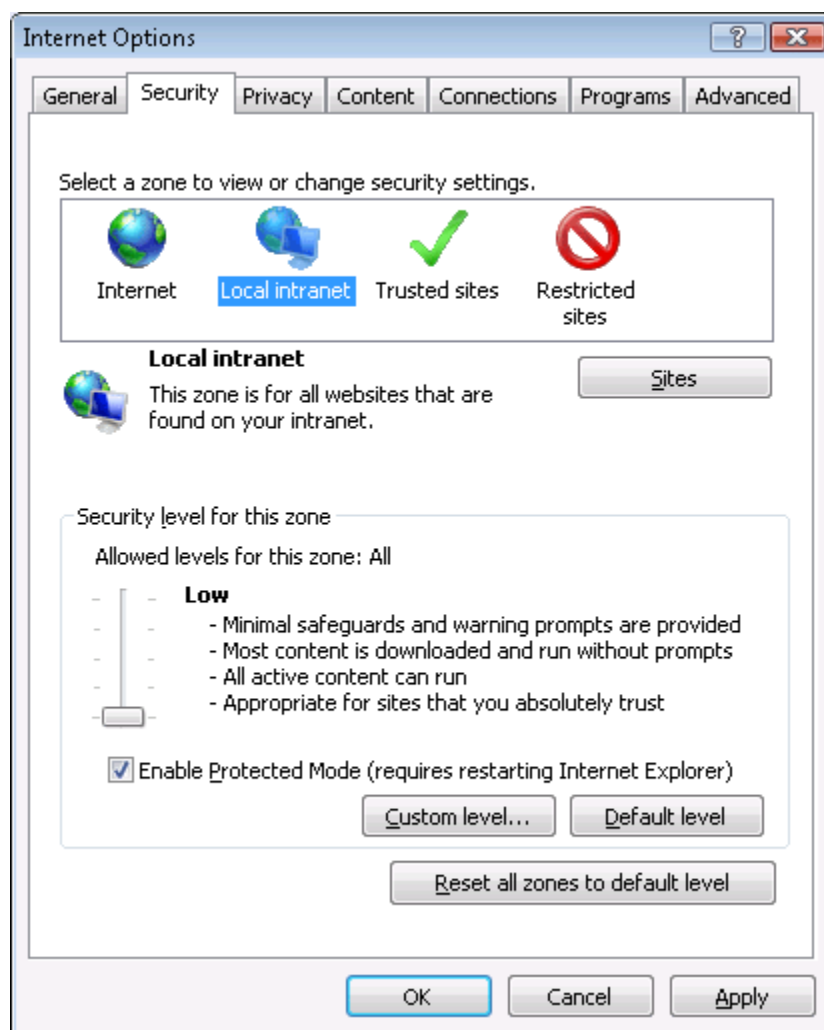 Internet Options
General Security Privacy Content Connections Programs Advanced
Select a zone to view or change security settings.
Internet Local intranet Trusted sites Restricted
sites
Local intranet
Sites
This zone is for all websites that are
found on your intranet.
Security level for this zone
Allowed levels for this zone: All
Low
- Minimal safeguards and warning prompts are provided
- Most content is downloaded and run without prompts
- All active content can run
- Appropriate for sites that you absolutely trust
Enable Protected Mode (requires restarting Internet Explorer)
Custom level... Default level
Reset all zones to default level
OK Cancel Apply